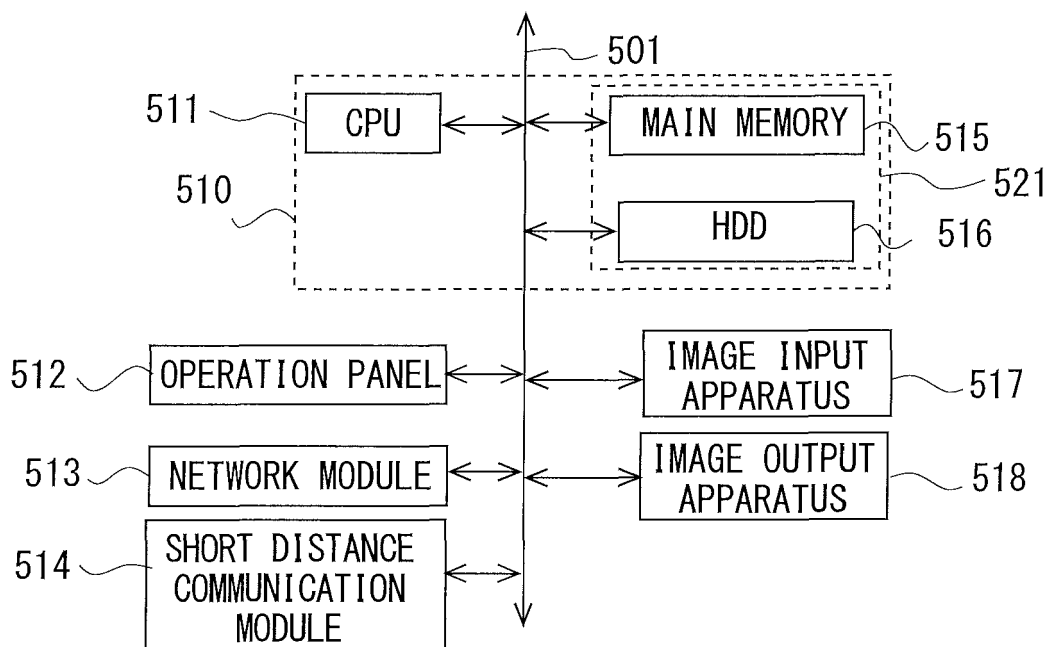 501
511
CPU
MAIN MEMORY
515
510
521
HDD
516
512
OPERATION PANEL
IMAGE INPUT
APPARATUS
517
513
NETWORK MODULE
IMAGE OUTPUT
APPARATUS
518
514
SHORT DISTANCE
COMMUNICATION
MODULE